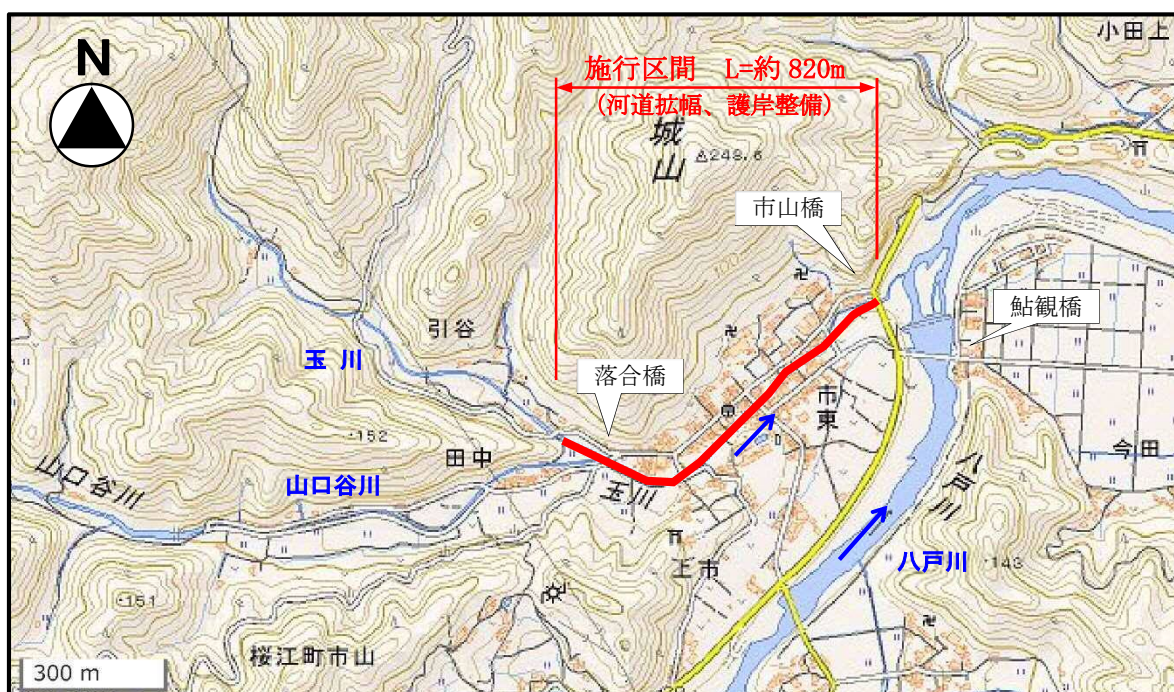 小田上
N
施行区間　L=約 820m
(河道拡幅、護岸整備)
城山
248.6
市山橋
鮎観橋
引谷
玉 川
落合橋
市東
152
田中
今田
山口谷川
山口谷川
玉川
八戸川
八戸川
上市
143
151
桜江町市山
300 m